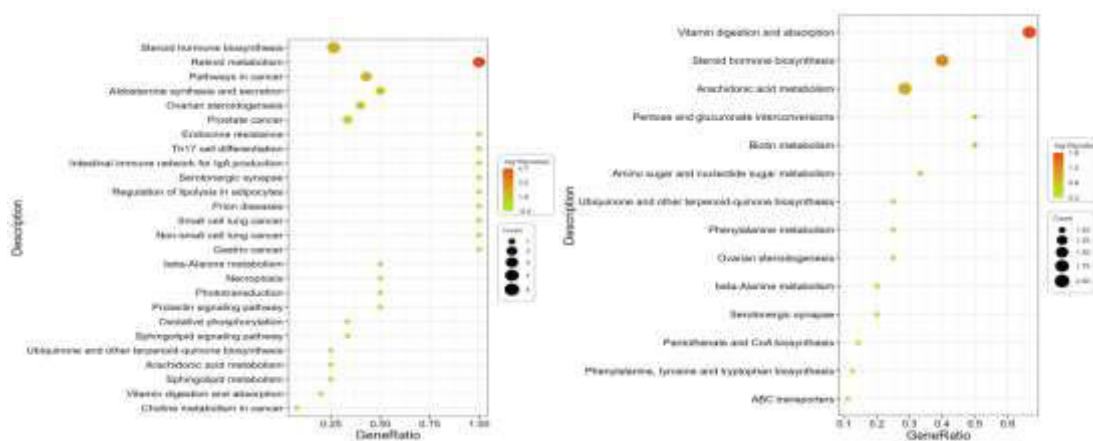 Steroid hormone biosynthesis
Retinol metabolism
Pathways in cancer
Aldosterone synthesis and secretion
Ovarian steroidogenesis
Prostate cancer
Endocrine resistance
Th17 cell differentiation
Intestinal immune network for IgA production
Serotonergic synapse
Regulation of lipolysis in adipocytes
Prion diseases
Small cell lung cancer
Non-small cell lung cancer
Gastric cancer
beta-Alanine metabolism
Necroptosis
Phototransduction
Prolactin signaling pathway
Oxidative phosphorylation
Sphingolipid signaling pathway
Ubiquinone and other terpenoid-quinone biosynthesis
Arachidonic acid metabolism
Sphingolipid metabolism
Vitamin digestion and absorption
Choline metabolism in cancer
Description
0.25 0.50 0.75 1.00
GeneRatio
Count
Vitamin digestion and absorption
Steroid hormone biosynthesis
Arachidonic acid metabolism
Pentose and glucuronate interconversions
Biotin metabolism
Amino sugar and nucleotide sugar metabolism
Ubiquinone and other terpenoid-quinone biosynthesis
Phenylalanine metabolism
Ovarian steroidogenesis
beta-Alanine metabolism
Serotonergic synapse
Pantothenate and CoA biosynthesis
Phenylalanine, tyrosine and tryptophan biosynthesis
ABC transporters
Description
0.1 0.2 0.3 0.4 0.5 0.6
GeneRatio
Count